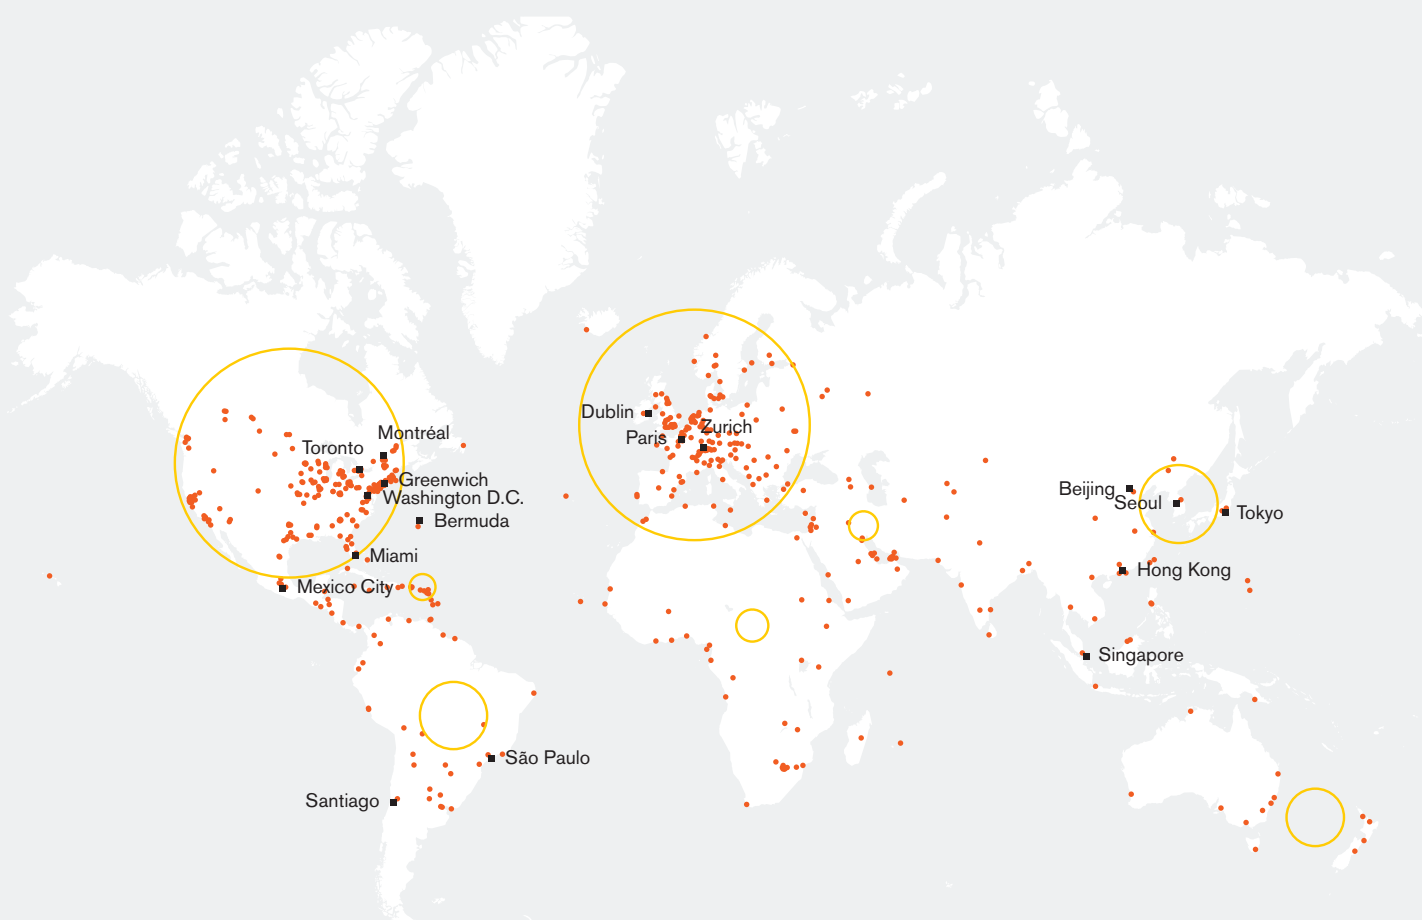 Dublin
Montréal
Paris
Zurich
Toronto
Greenwich
Washington D.C.
Beijing
Seoul
Tokyo
Bermuda
Miami
Hong Kong
Mexico City
Singapore
São Paulo
Santiago